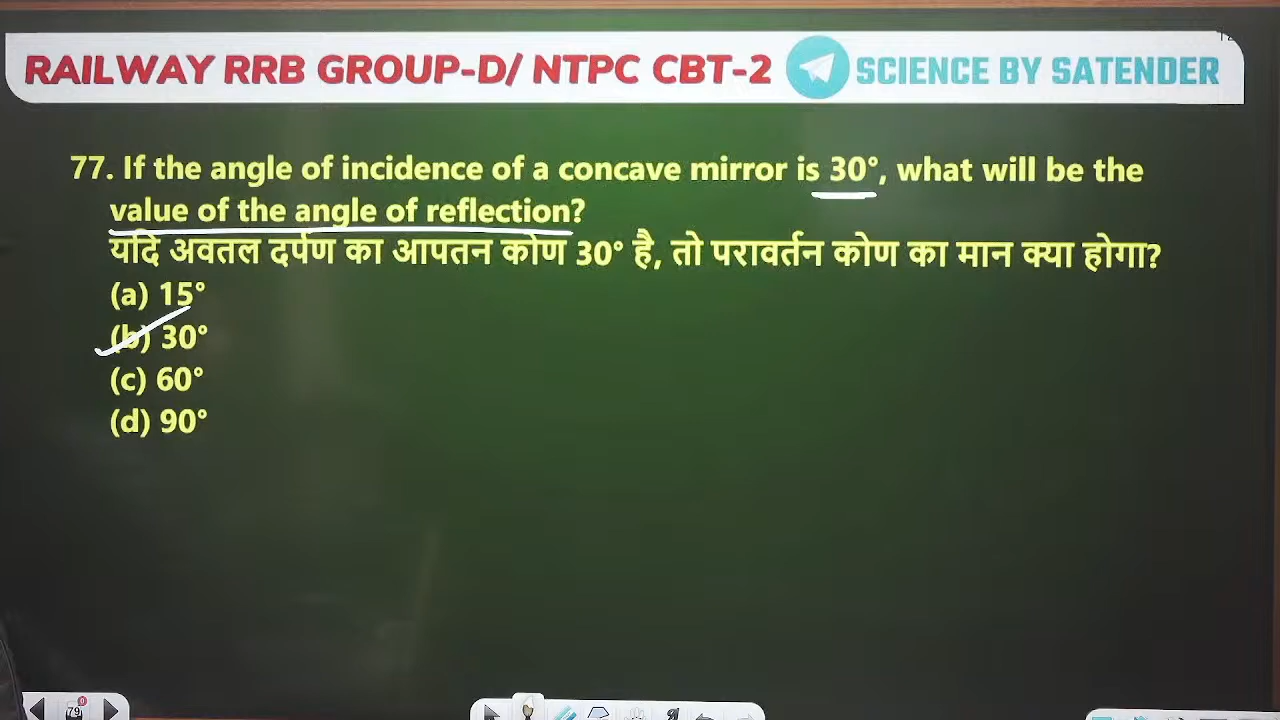 RAILWAY RRB GROUP-D/ NTPC CBT-2 SCIENCE BY SATENDER
77. If the angle of incidence of a concave mirror is 30°, what will be the
value of the angle of reflection?
यदि अवतल दर्पण का आपतन कोण 30° है, तो परावर्तन कोण का मान क्या होगा?
(a) 15°
(b) 30°
(c) 60°
(d) 90°
79